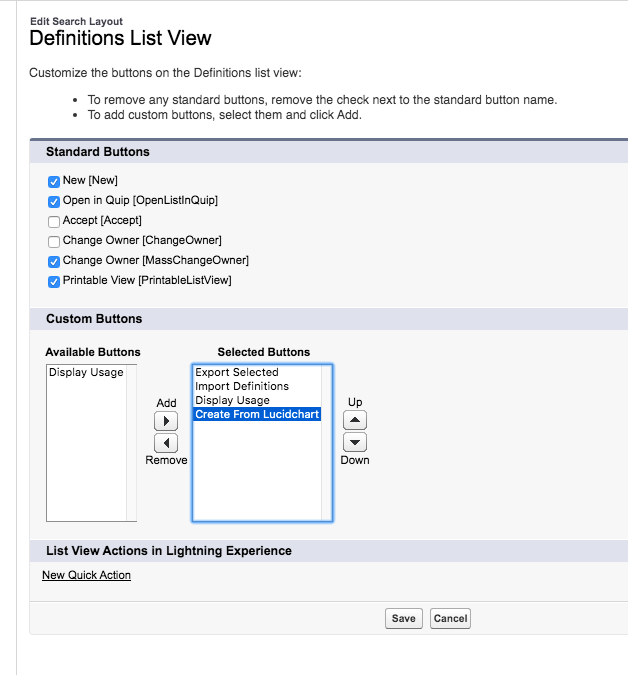 Edit Search Layout
Definitions List View
Customize the buttons on the Definitions list view:
• To remove any standard buttons, remove the check next to the standard button name.
• To add custom buttons, select them and click Add.
Standard Buttons
New [New]
Open in Quip [OpenListInQuip]
Accept [Accept]
Change Owner [ChangeOwner]
Change Owner [MassChangeOwner]
Printable View [PrintableListView]
Custom Buttons
Available Buttons
Selected Buttons
Display Usage
Add
Remove
Export Selected
Import Definitions
Display Usage
Create From Lucidchart
Up
Down
List View Actions in Lightning Experience
New Quick Action
Save
Cancel